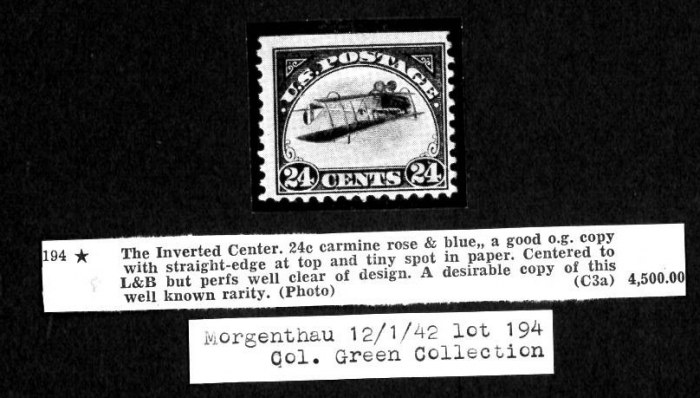 U.S. POSTAGE
24 CENTS 24
194 ★ The Inverted Center. 24c carmine rose & blue,, a good o.g. copy
with straight-edge at top and tiny spot in paper. Centered to
L&B but perfs well clear of design. A desirable copy of this
well known rarity. (Photo) (C3a) 4,500.00
Morgenthau 12/1/42 lot 194
Col. Green Collection